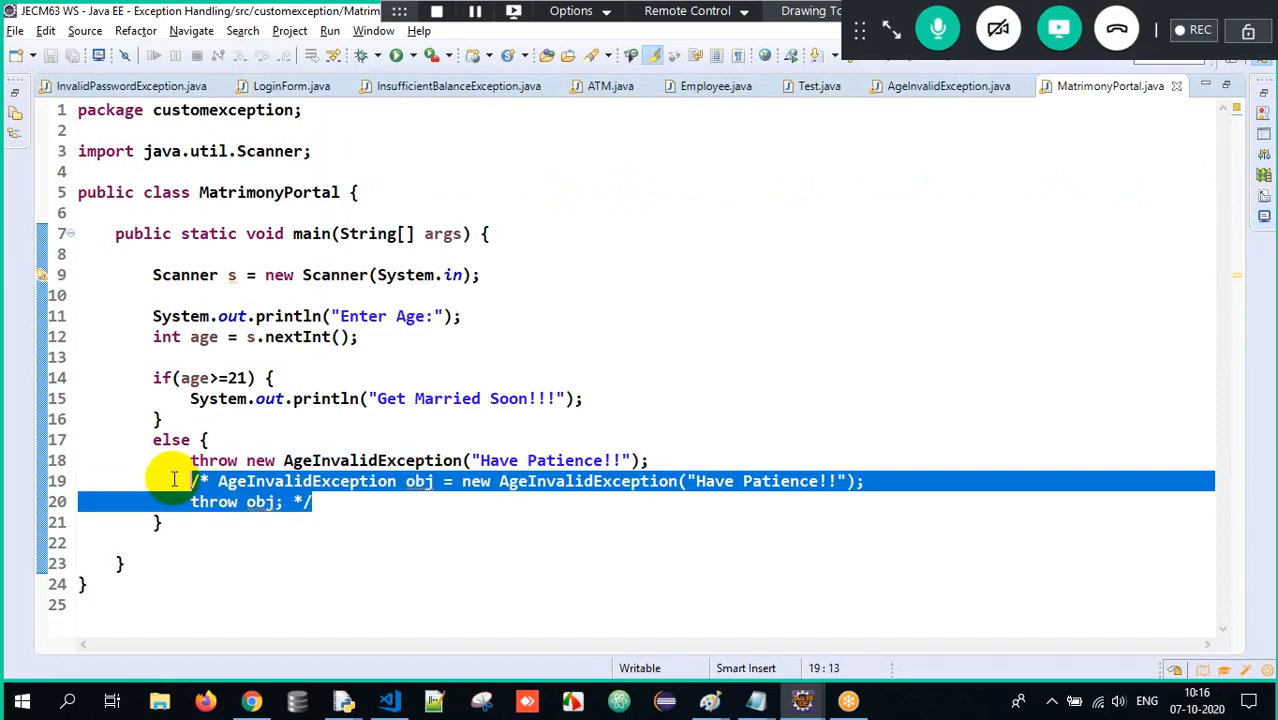 JECM63 WS - Java EE - Exception Handling/src/customexception/Matrim
Options
Remote Control
Drawing To
REC
File Edit Source Refactor Navigate Search Project Run Window Help
InvalidPasswordException.java LoginForm.java InsufficientBalanceException.java ATM.java Employee.java Test.java AgeInvalidException.java MatrimonyPortal.java
1 package customexception;
2
3 import java.util.Scanner;
4
5 public class MatrimonyPortal {
6
7 public static void main(String[] args) {
8
9 Scanner s = new Scanner(System.in);
10
11 System.out.println("Enter Age:");
12 int age = s.nextInt();
13
14 if(age>=21) {
15 System.out.println("Get Married Soon!!!");
16 }
17 else {
18 throw new AgeInvalidException("Have Patience!!");
19 /* AgeInvalidException obj = new AgeInvalidException("Have Patience!!");
20 throw obj; */
21 }
22
23 }
24 }
25
Writable Smart Insert 19 : 13
ENG
10:16
07-10-2020